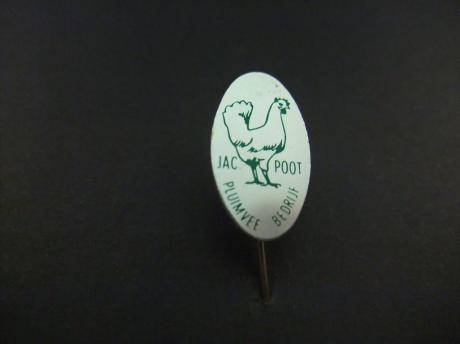 JAC. POOT
PLUIMVEE BEDRIJF